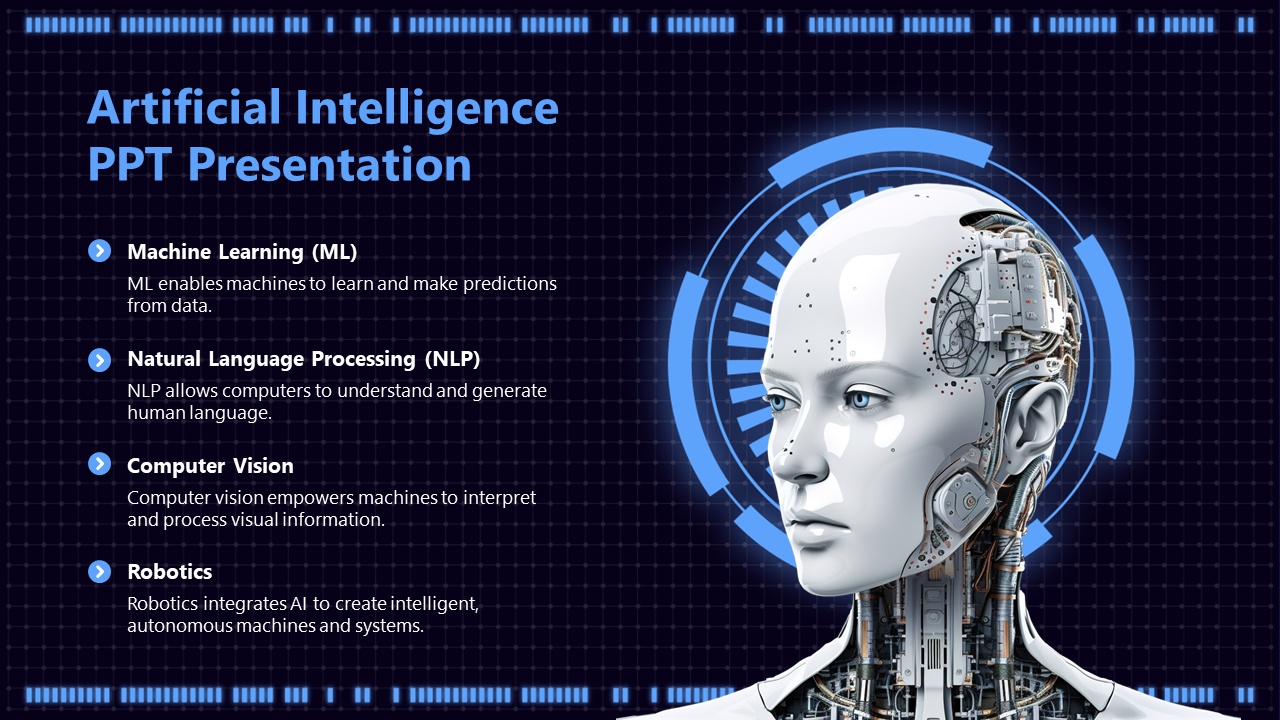 Artificial Intelligence
PPT Presentation
Machine Learning (ML)
ML enables machines to learn and make predictions
from data.
Natural Language Processing (NLP)
NLP allows computers to understand and generate
human language.
Computer Vision
Computer vision empowers machines to interpret
and process visual information.
Robotics
Robotics integrates AI to create intelligent,
autonomous machines and systems.